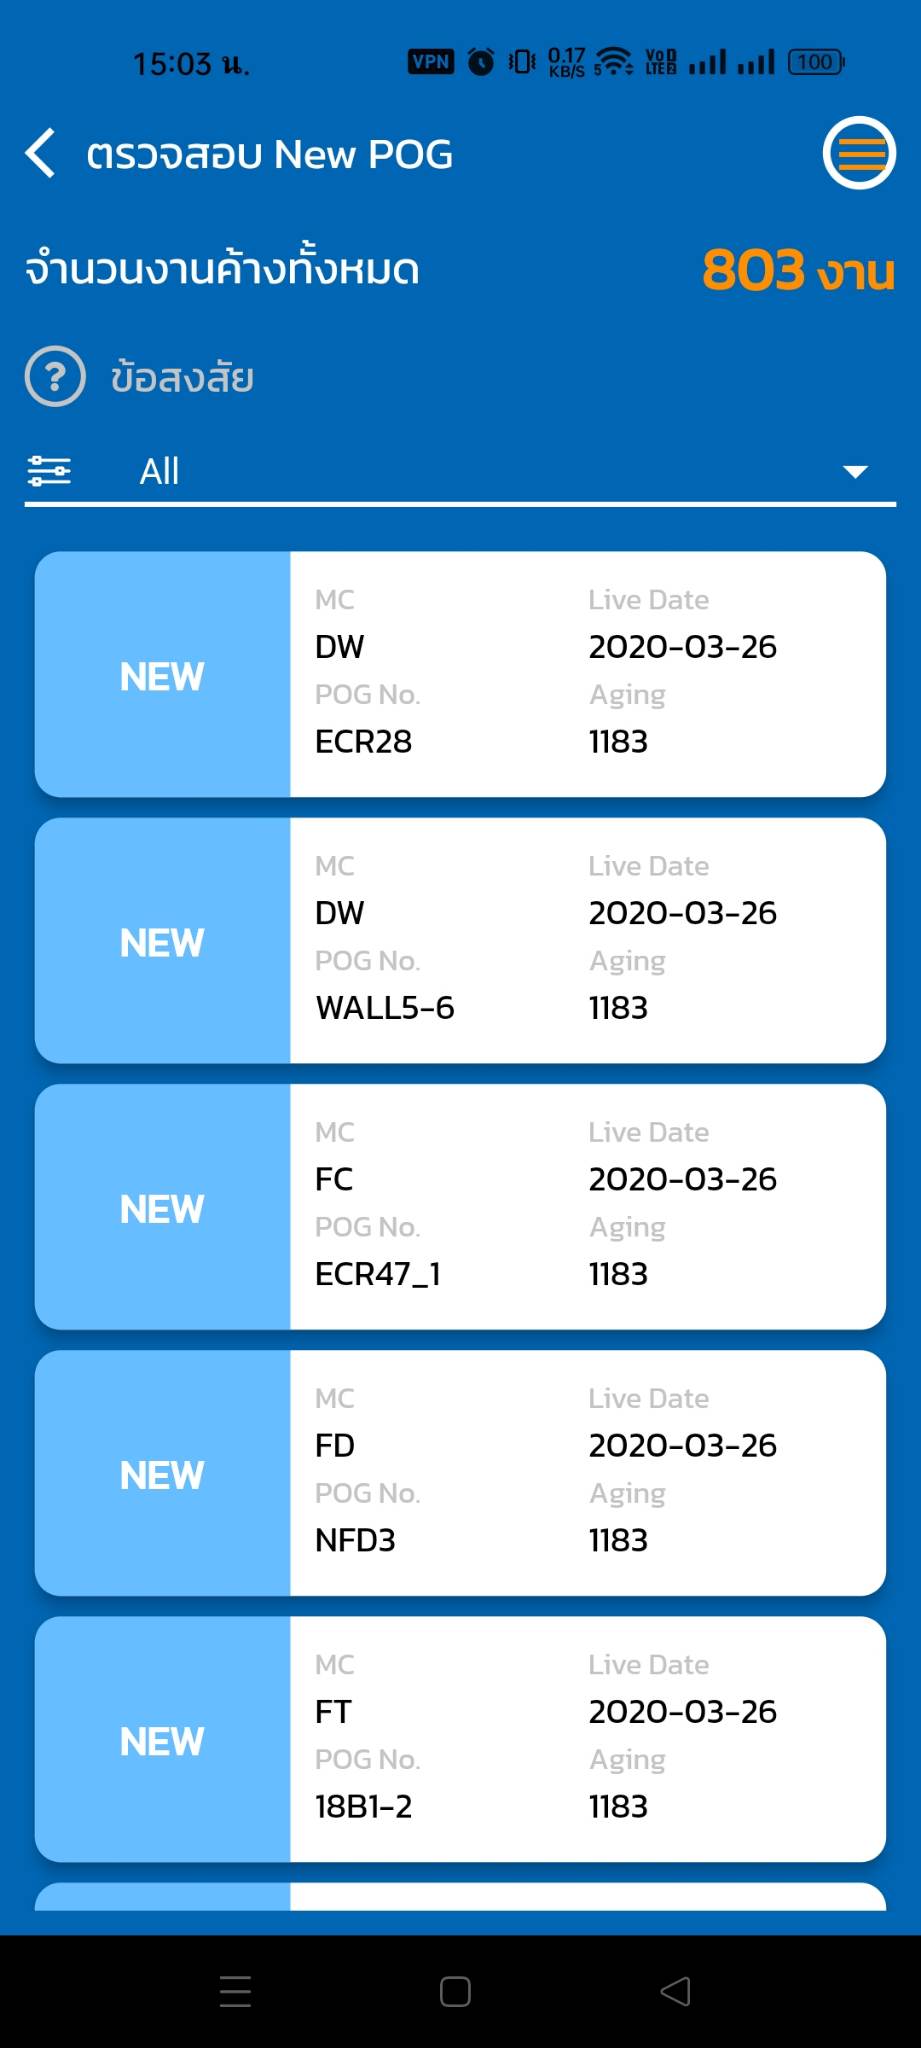 15:03 น.
VPN 0.17 KB/S 5 VoD LTE2 100
ตรวจสอบ New POG
จำนวนงานค้างทั้งหมด 803 งาน
? ข้อสงสัย
All
NEW
MC Live Date
DW 2020-03-26
POG No. Aging
ECR28 1183
NEW
MC Live Date
DW 2020-03-26
POG No. Aging
WALL5-6 1183
NEW
MC Live Date
FC 2020-03-26
POG No. Aging
ECR47_1 1183
NEW
MC Live Date
FD 2020-03-26
POG No. Aging
NFD3 1183
NEW
MC Live Date
FT 2020-03-26
POG No. Aging
18B1-2 1183